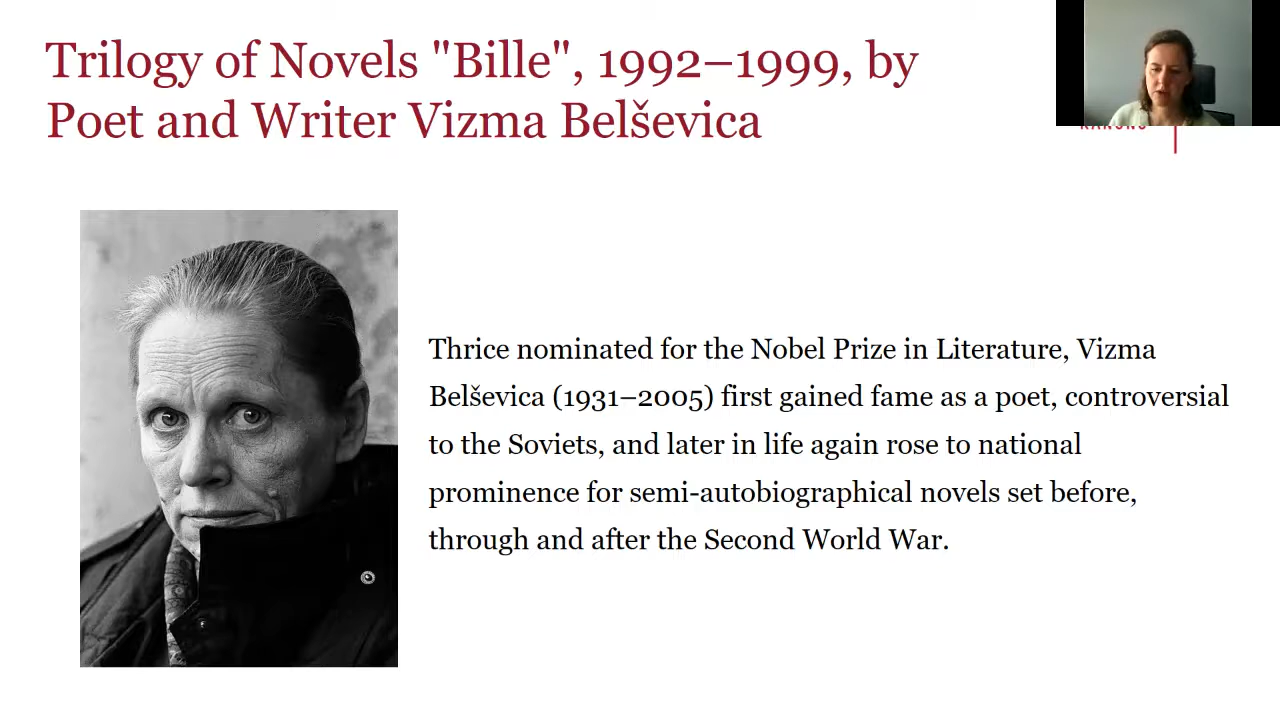 Trilogy of Novels "Bille", 1992–1999, by
Poet and Writer Vizma Belševica
Thrice nominated for the Nobel Prize in Literature, Vizma
Belševica (1931–2005) first gained fame as a poet, controversial
to the Soviets, and later in life again rose to national
prominence for semi-autobiographical novels set before,
through and after the Second World War.